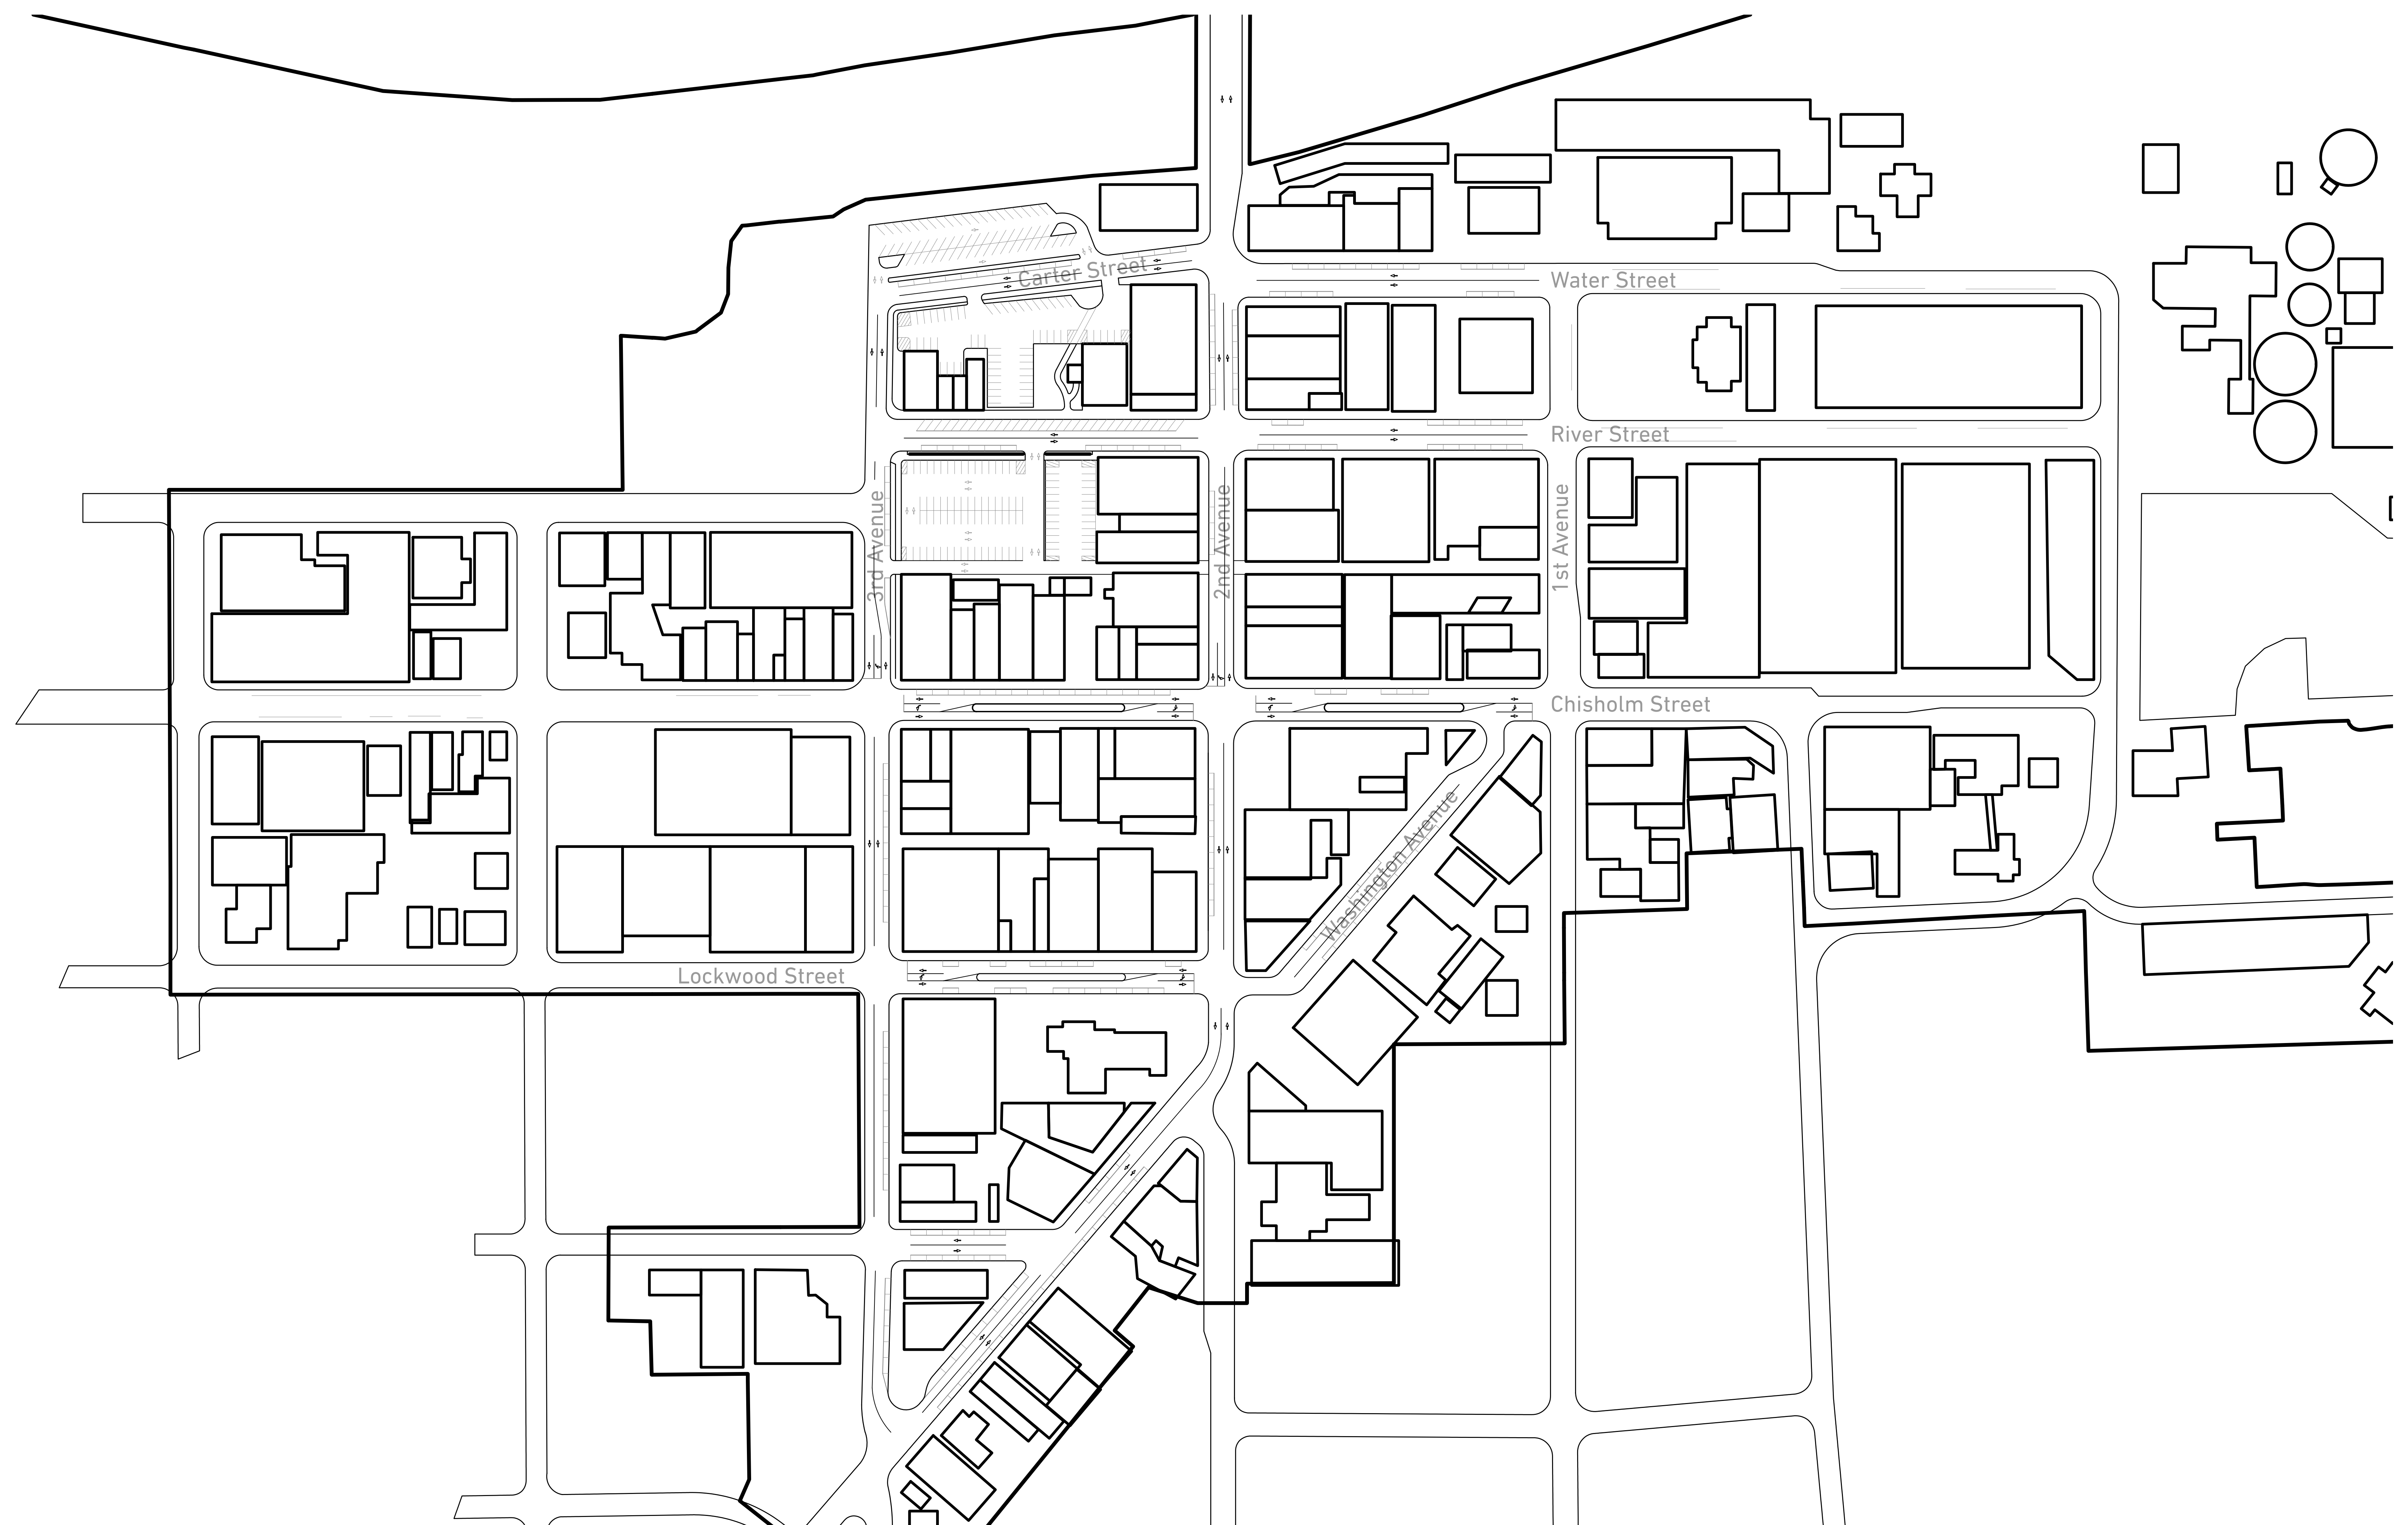 Carter Street
Water Street
River Street
3rd Avenue
2nd Avenue
1st Avenue
Chisholm Street
Washington Avenue
Lockwood Street